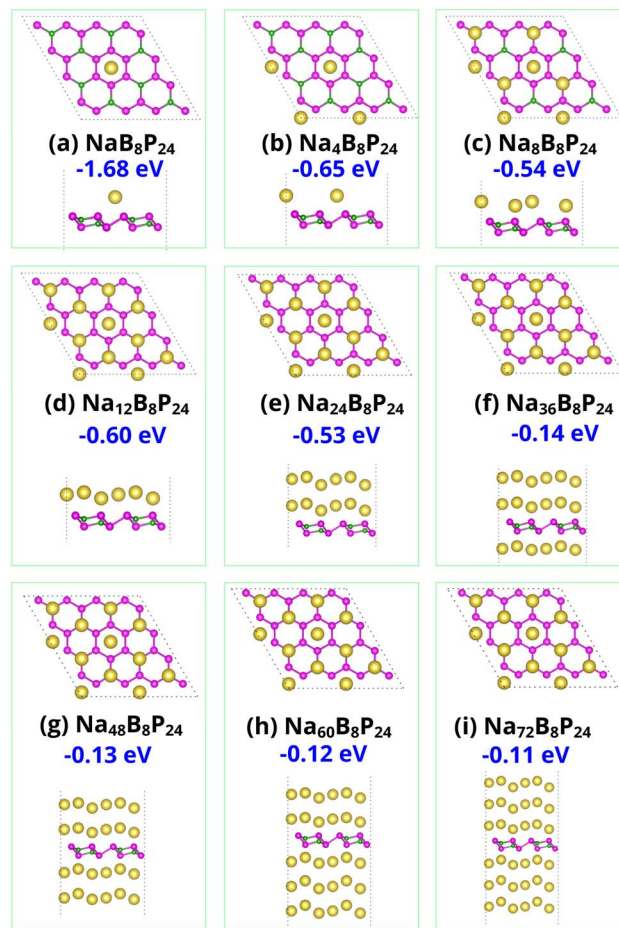 (a) NaB₈P₂₄
-1.68 eV
(b) Na₄B₈P₂₄
-0.65 eV
(c) Na₈B₈P₂₄
-0.54 eV
(d) Na₁₂B₈P₂₄
-0.60 eV
(e) Na₂₄B₈P₂₄
-0.53 eV
(f) Na₃₆B₈P₂₄
-0.14 eV
(g) Na₄₈B₈P₂₄
-0.13 eV
(h) Na₆₀B₈P₂₄
-0.12 eV
(i) Na₇₂B₈P₂₄
-0.11 eV